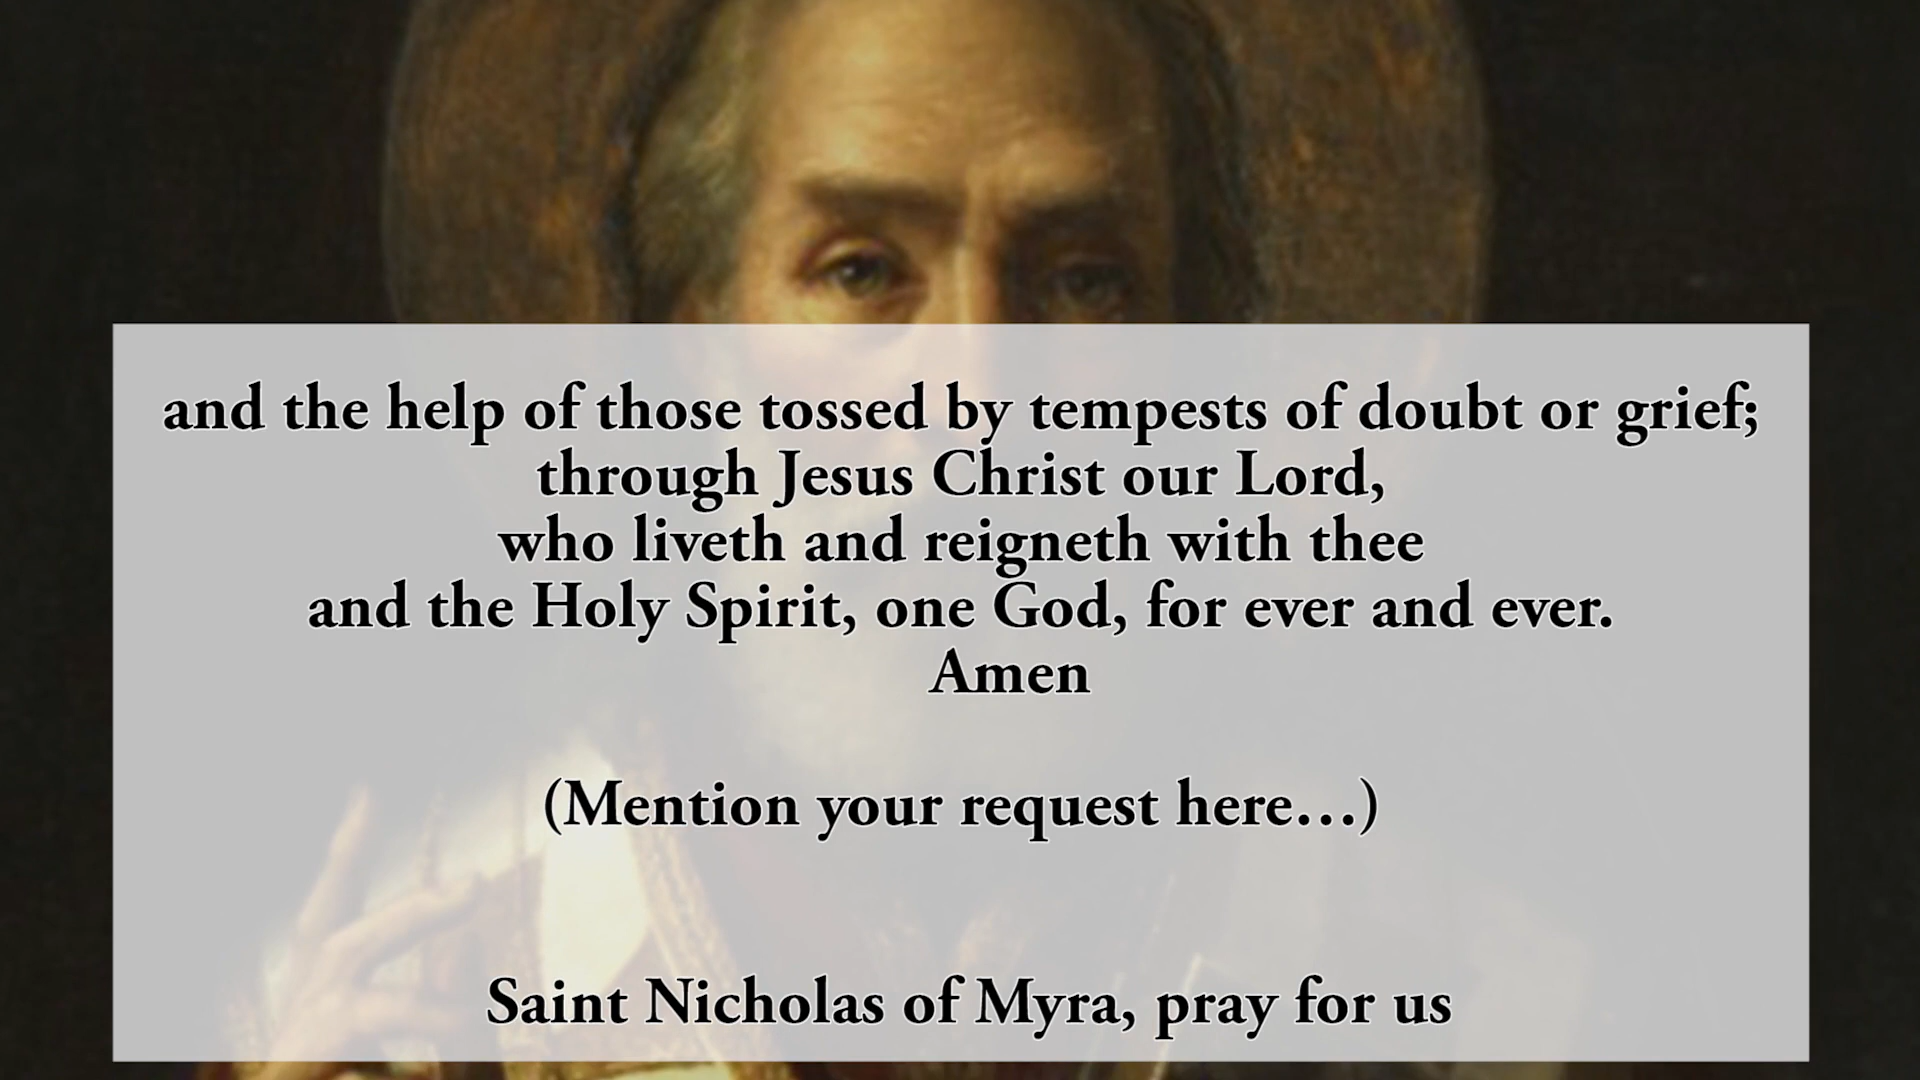 and the help of those tossed by tempests of doubt or grief;
through Jesus Christ our Lord,
who liveth and reigneth with thee
and the Holy Spirit, one God, for ever and ever.
Amen
(Mention your request here…)
Saint Nicholas of Myra, pray for us